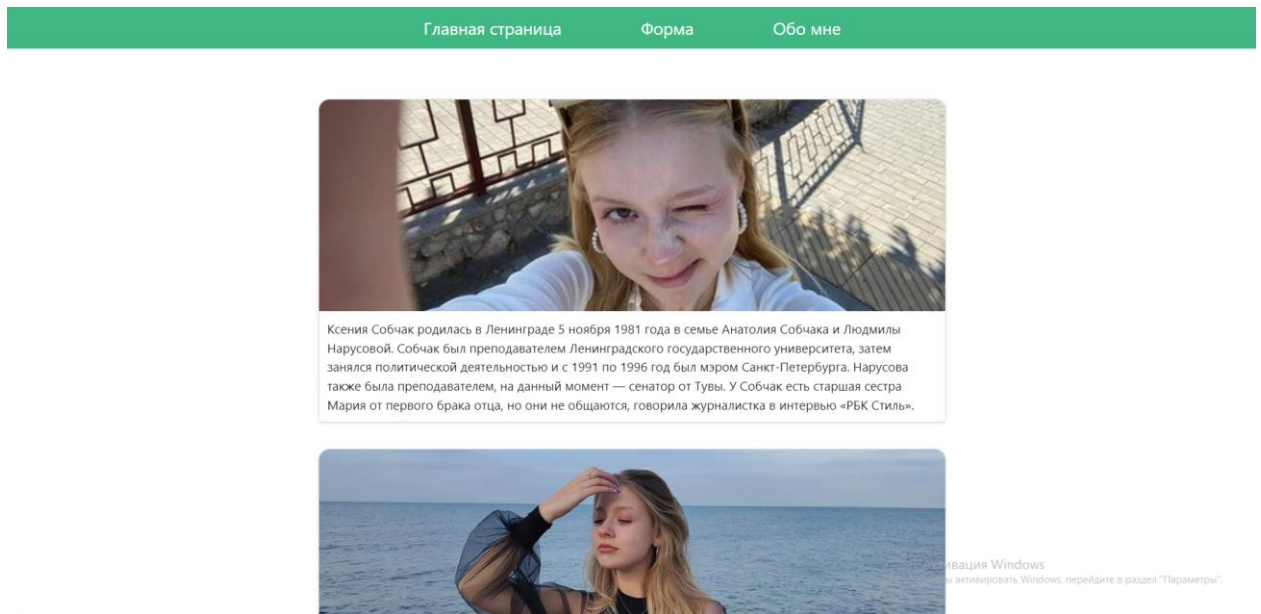 Главная страница Форма Обо мне
Ксения Собчак родилась в Ленинграде 5 ноября 1981 года в семье Анатолия Собчака и Людмилы
Нарусовой. Собчак был преподавателем Ленинградского государственного университета, затем
занялся политической деятельностью и с 1991 по 1996 год был мэром Санкт-Петербурга. Нарусова
также была преподавателем, на данный момент — сенатор от Тувы. У Собчак есть старшая сестра
Мария от первого брака отца, но они не общаются, говорила журналистка в интервью «РБК Стиль».
Windows
активировать Windows, перейдите в раздел "Параметры".